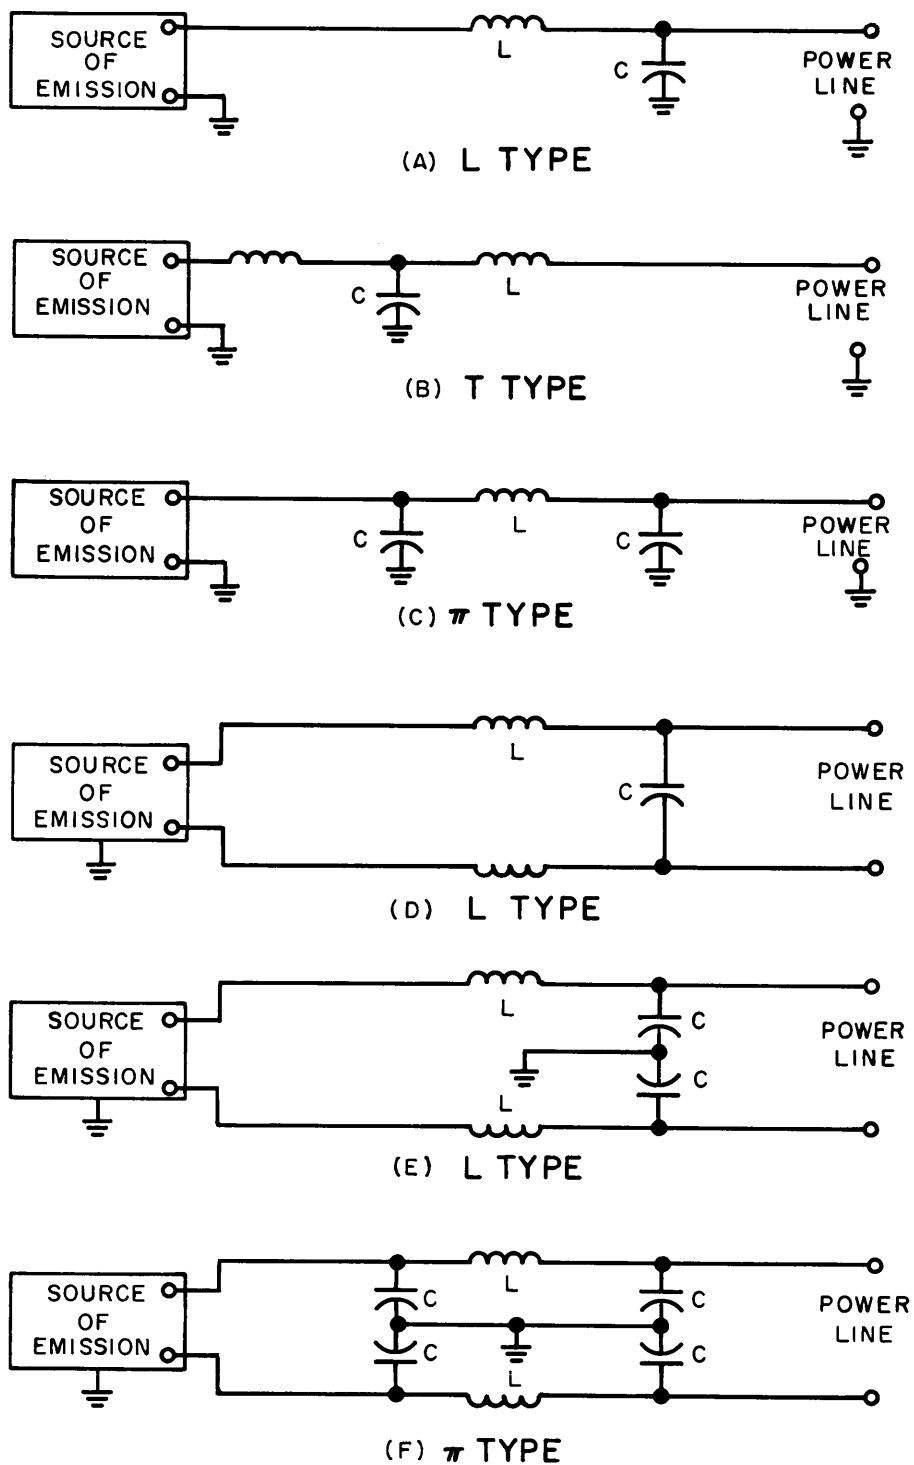 SOURCE
OF
EMISSION
L
C
POWER
LINE
(A) L TYPE
SOURCE
OF
EMISSION
C
L
POWER
LINE
(B) T TYPE
SOURCE
OF
EMISSION
C
L
C
POWER
LINE
(C) π TYPE
SOURCE
OF
EMISSION
L
C
POWER
LINE
(D) L TYPE
SOURCE
OF
EMISSION
L
C
C
L
POWER
LINE
(E) L TYPE
SOURCE
OF
EMISSION
L
C
C
C
C
L
POWER
LINE
(F) π TYPE